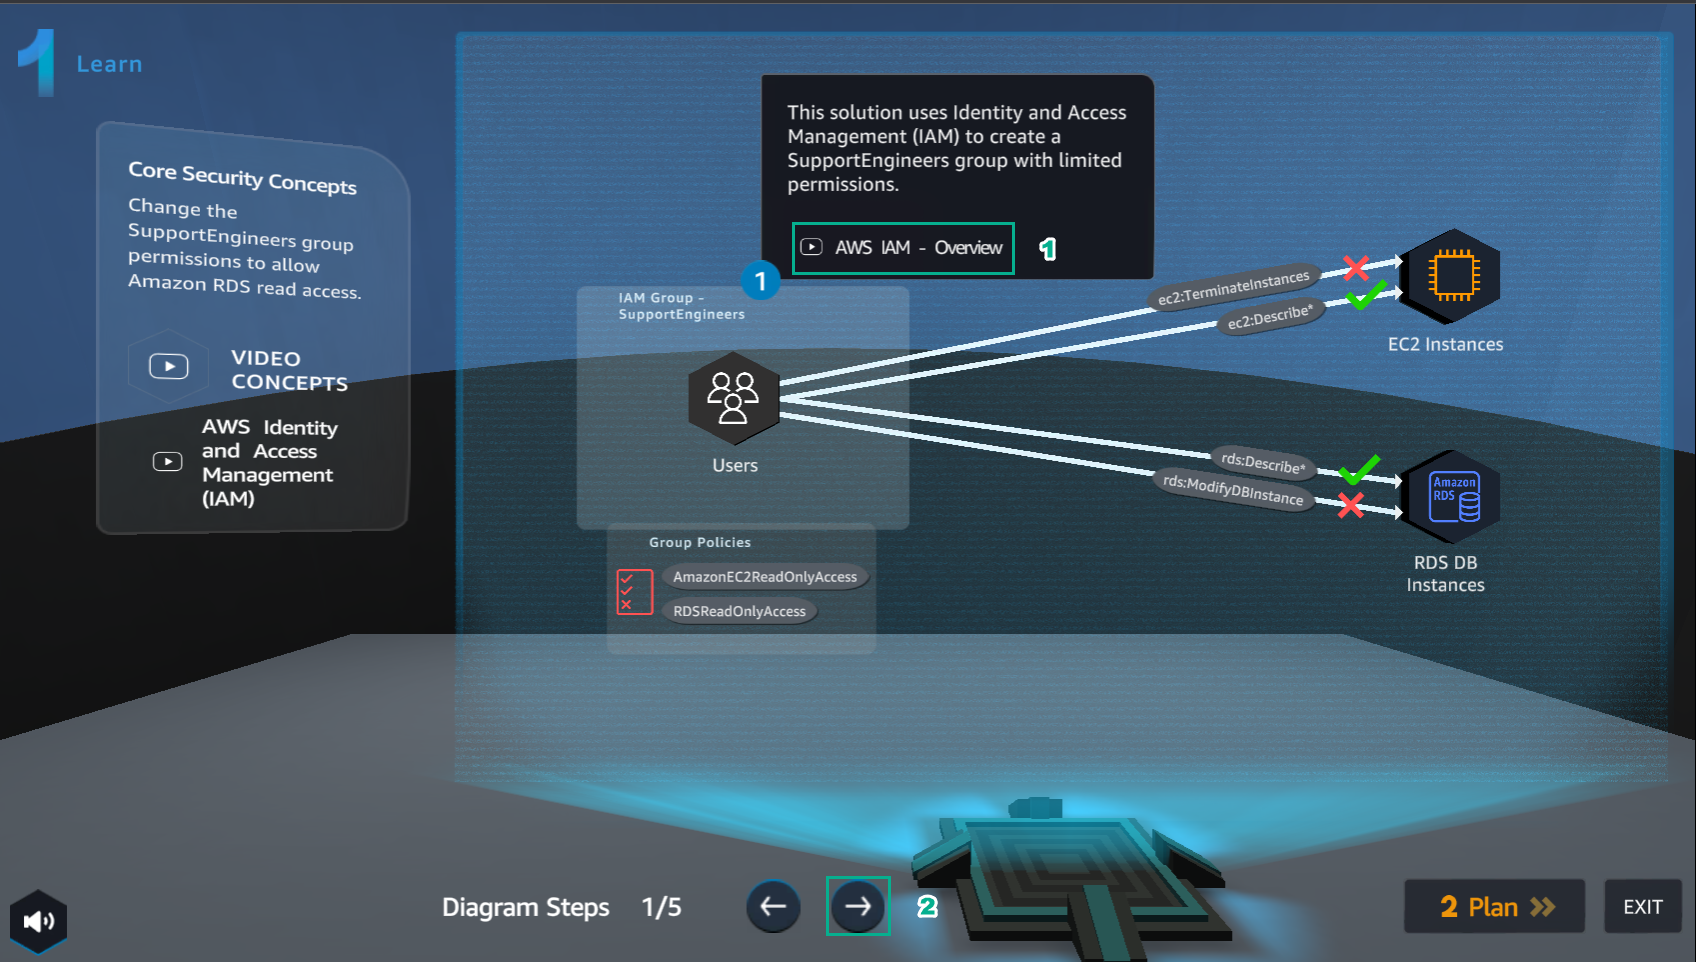 1 Learn
Core Security Concepts
Change the
SupportEngineers group
permissions to allow
Amazon RDS read access.
VIDEO
CONCEPTS
AWS Identity
and Access
Management
(IAM)
This solution uses Identity and Access
Management (IAM) to create a
SupportEngineers group with limited
permissions.
AWS IAM - Overview
1
1
IAM Group -
SupportEngineers
Users
Group Policies
AmazonEC2ReadOnlyAccess
RDSReadOnlyAccess
ec2:TerminateInstances
ec2:Describe*
EC2 Instances
rds:Describe*
rds:ModifyDBInstance
Amazon
RDS
RDS DB
Instances
Diagram Steps 1/5
2
2 Plan
EXIT